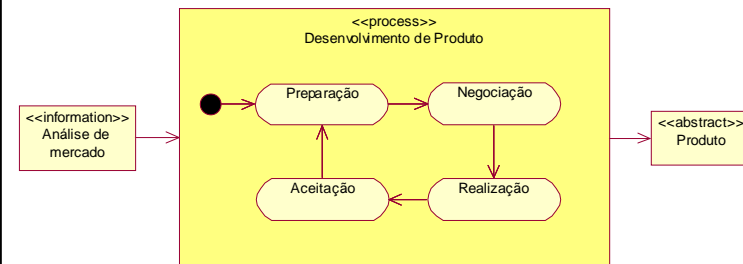 <<process>>
Desenvolvimento de Produto
Preparação
Negociação
<<information>>
Análise de
mercado
<<abstract>>
Produto
Aceitação
Realização